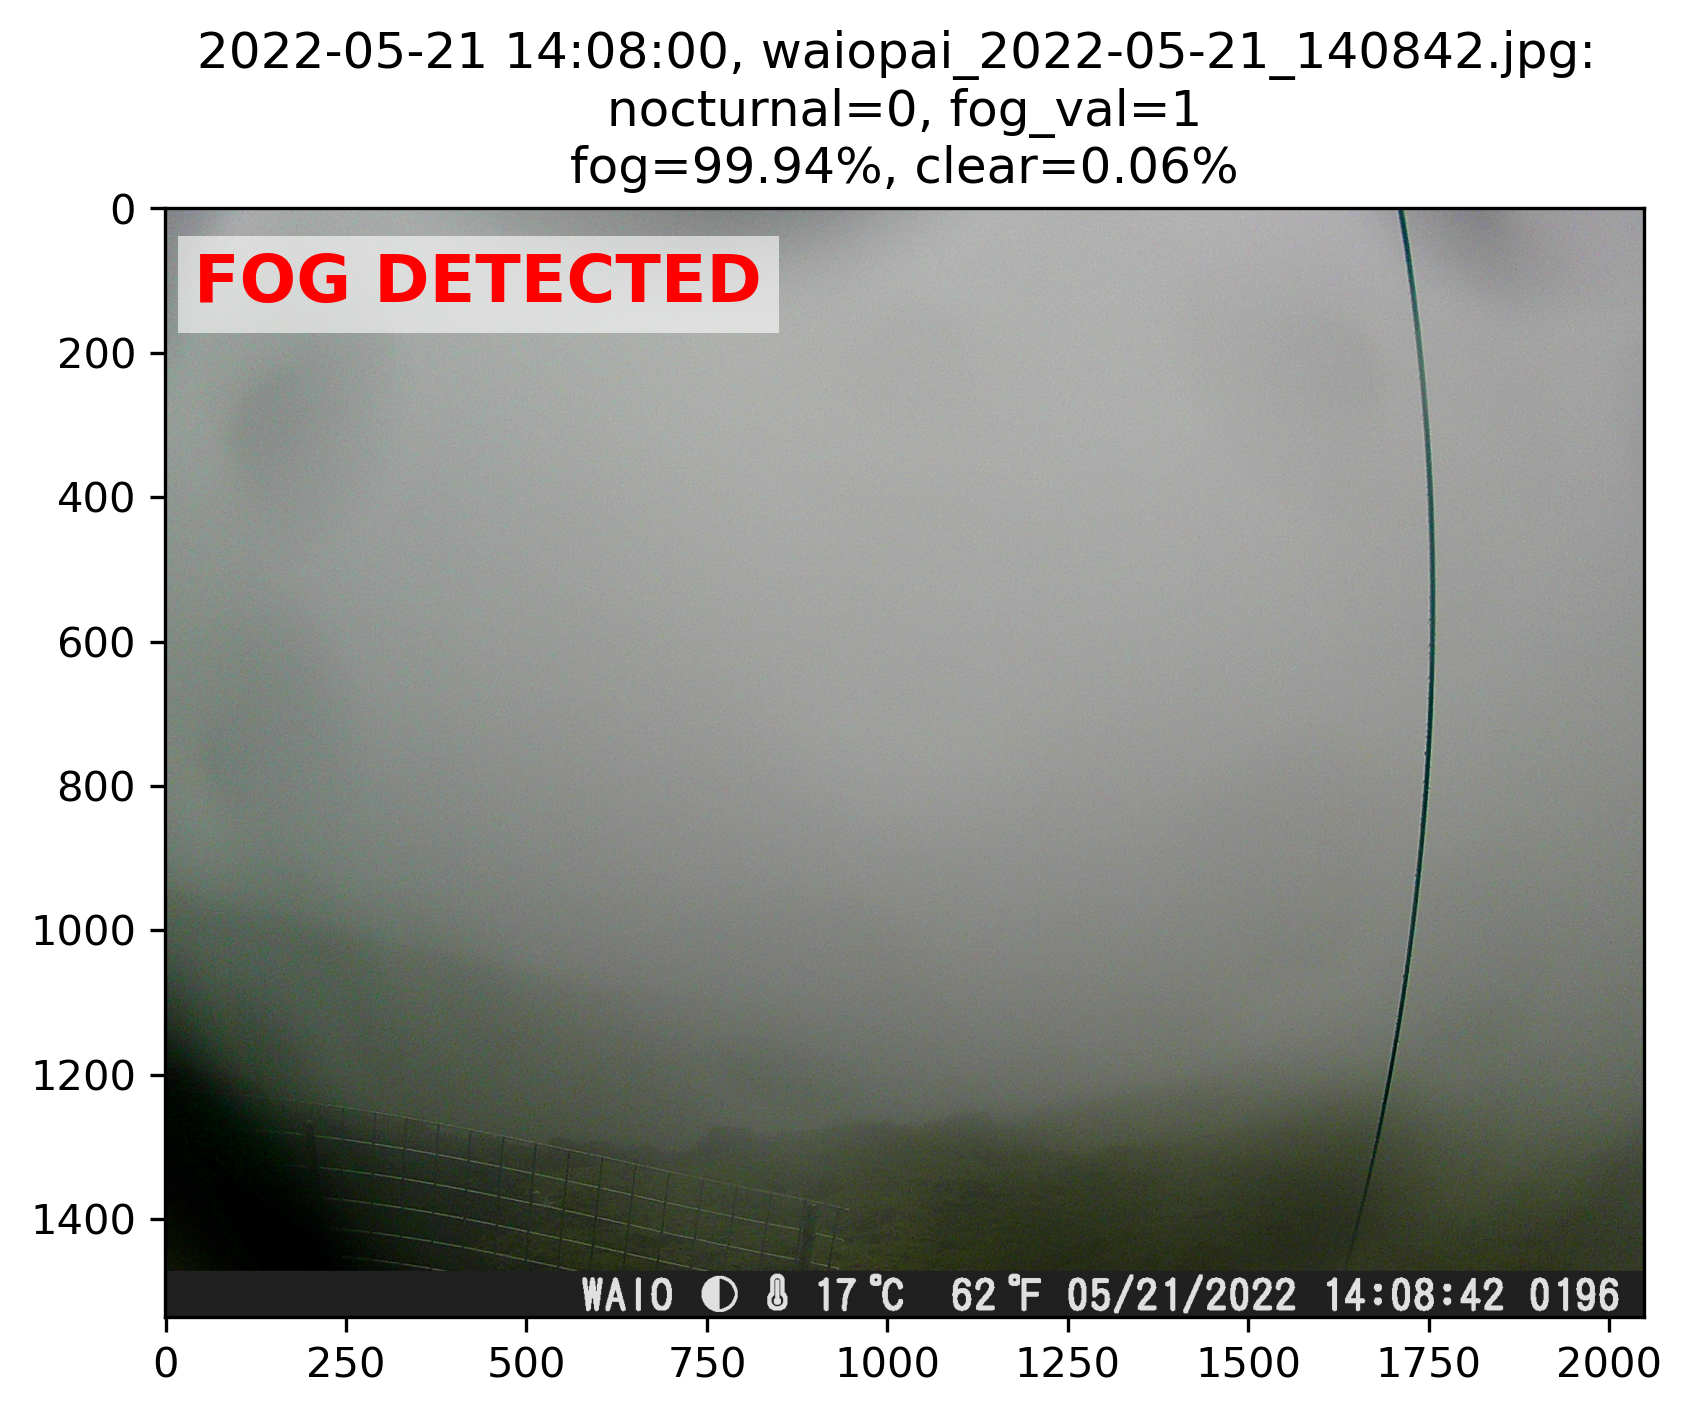 2022-05-21 14:08:00, waiopai_2022-05-21_140842.jpg:
nocturnal=0, fog_val=1
fog=99.94%, clear=0.06%
0
FOG DETECTED
200
400
600
800
1000
1200
1400
WAIO 17°C 62°F 05/21/2022 14:08:42 0196
0 250 500 750 1000 1250 1500 1750 2000